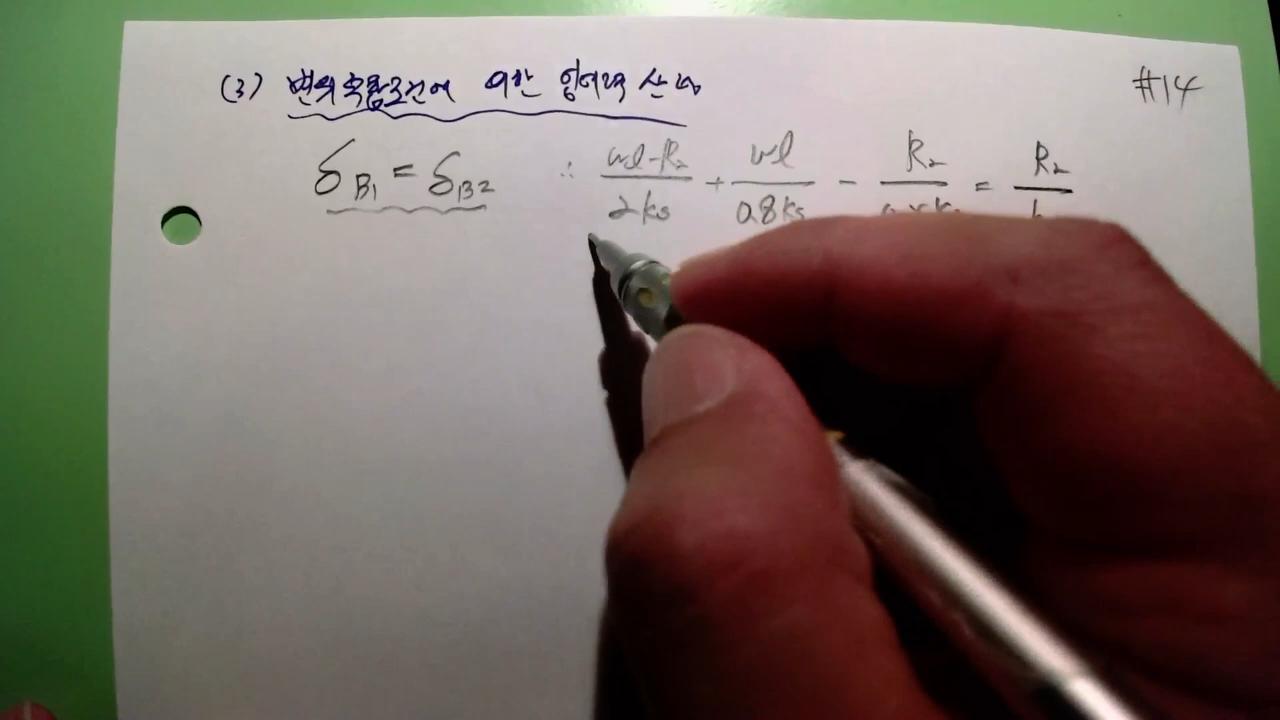 (3) 변위적합조건에 의한 잉여력 산정
#14
δB1 = δB2 ∴ wl-R2/2ks + wl/0.8ks - R2/ = R2/